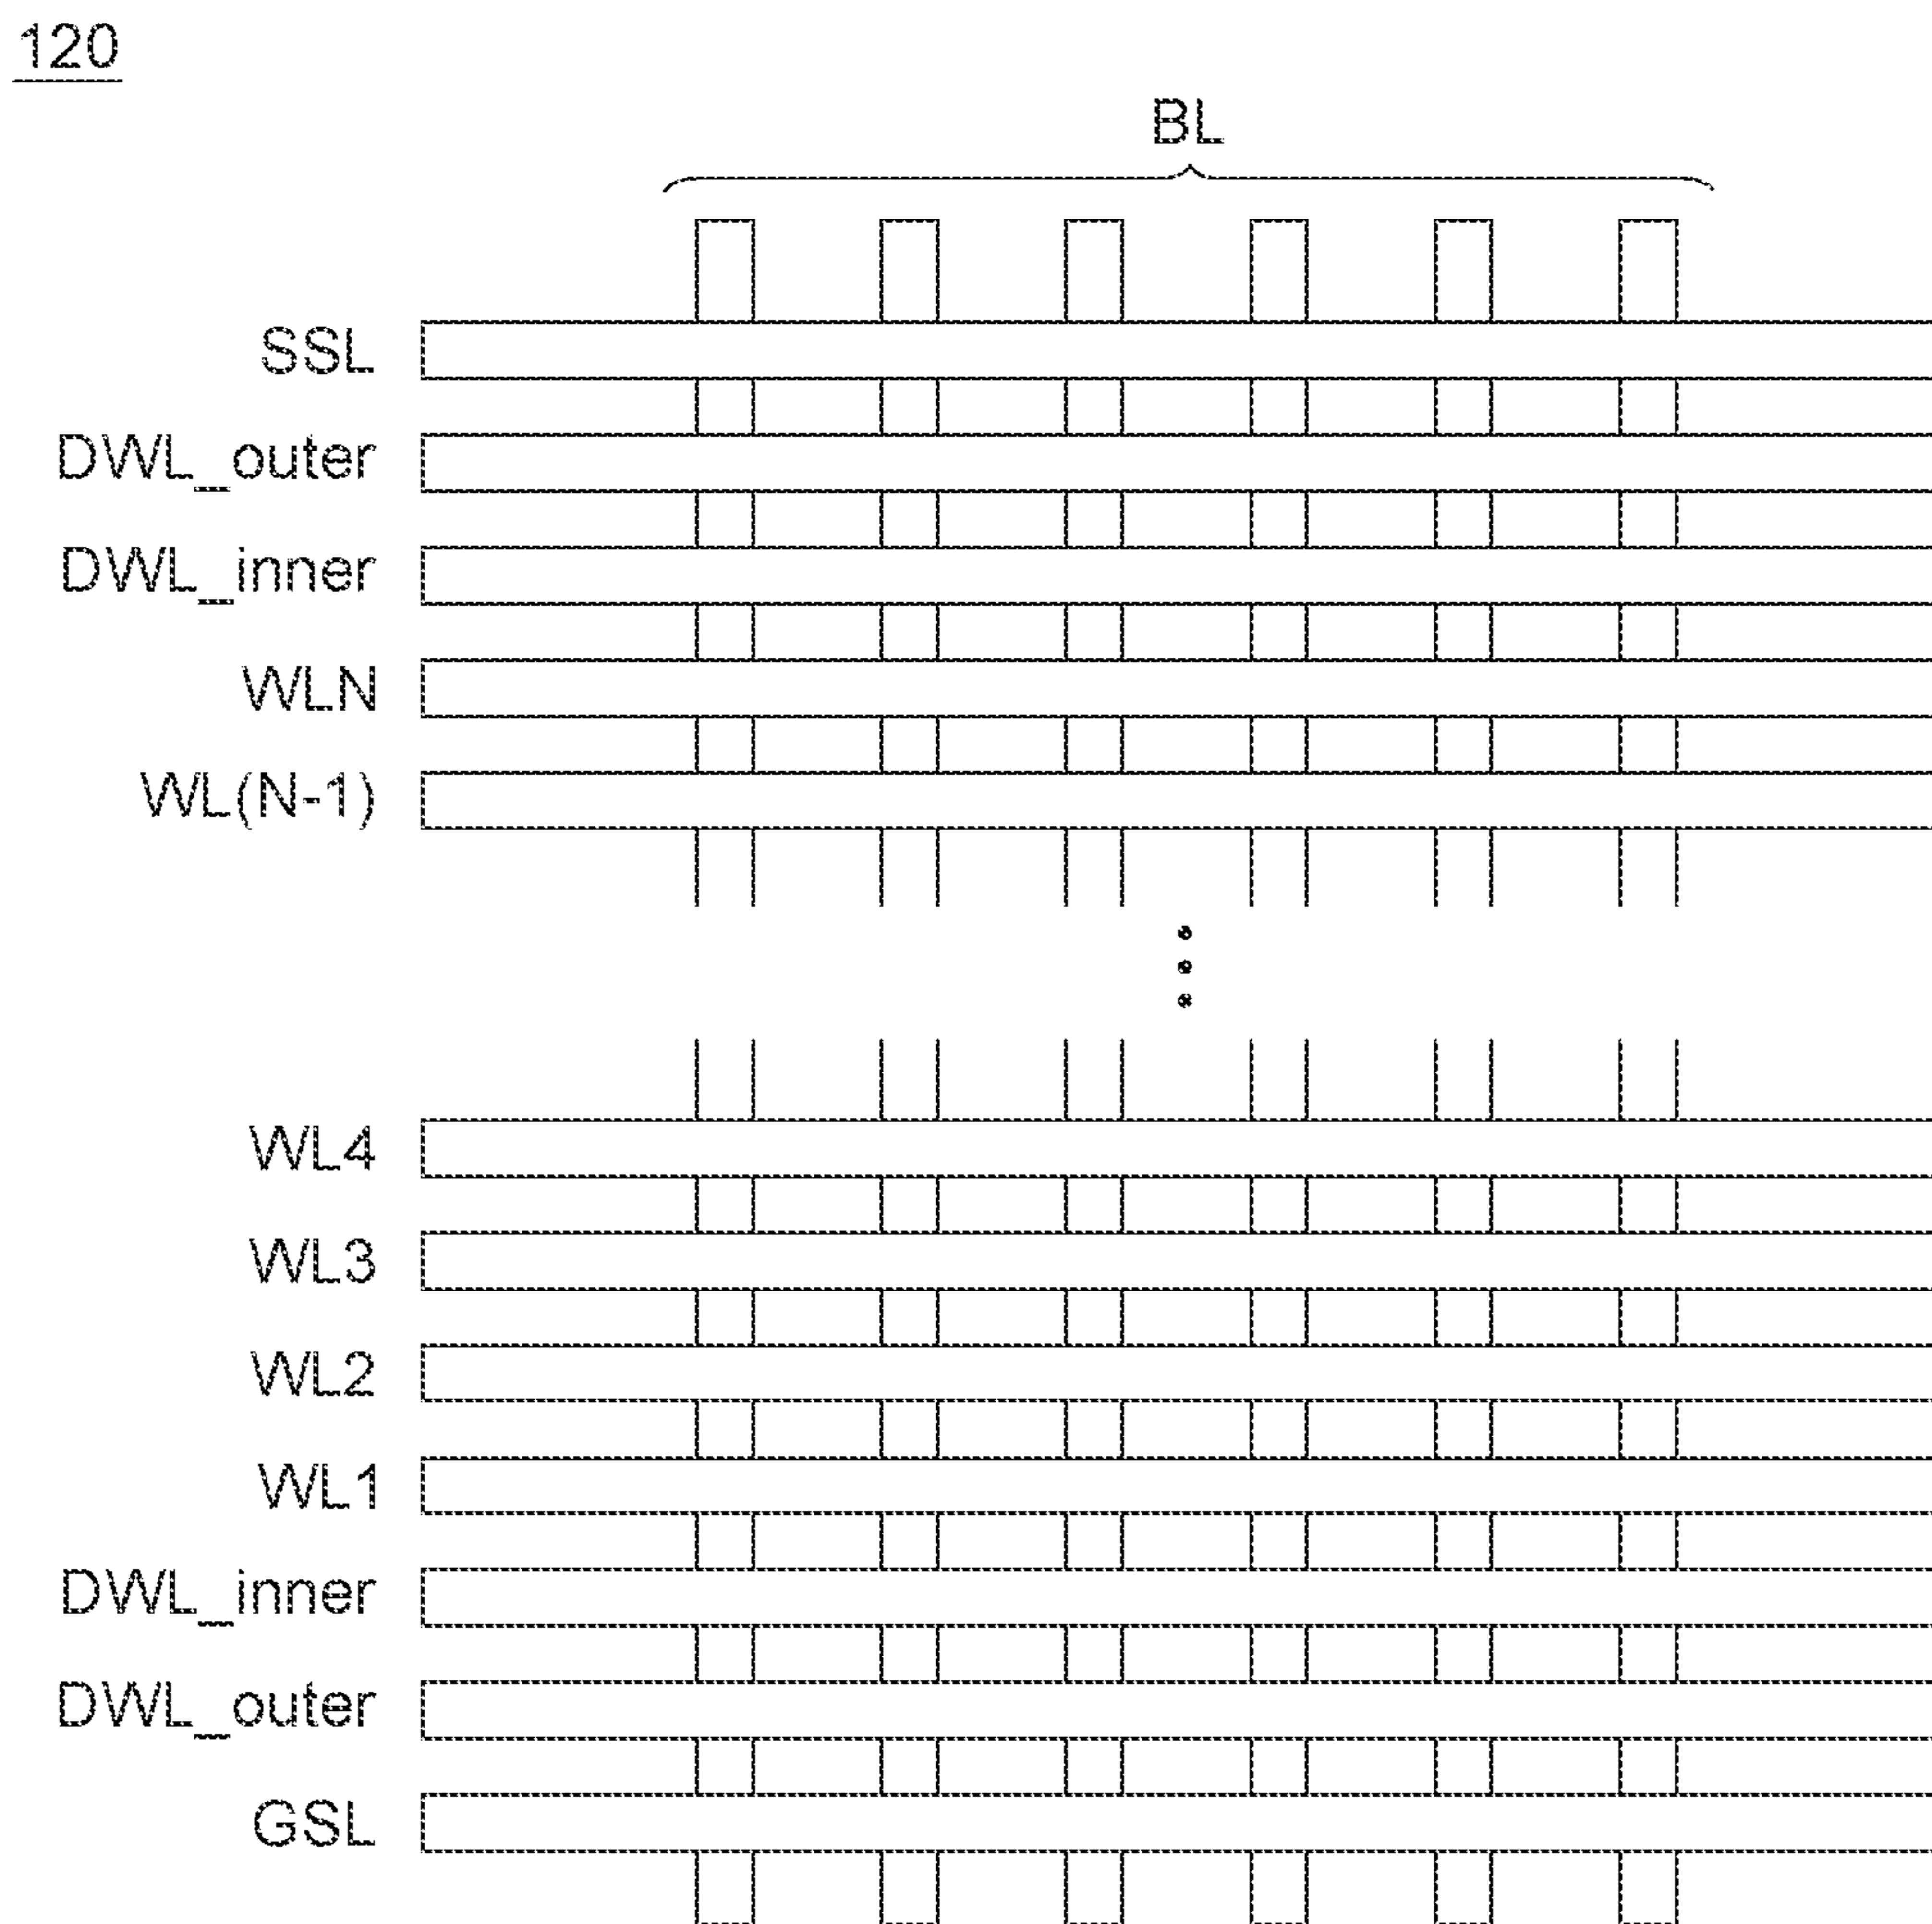 120
BL
SSL
DWL_outer
DWL_inner
WLN
WL(N-1)
WL4
WL3
WL2
WL1
DWL_inner
DWL_outer
GSL